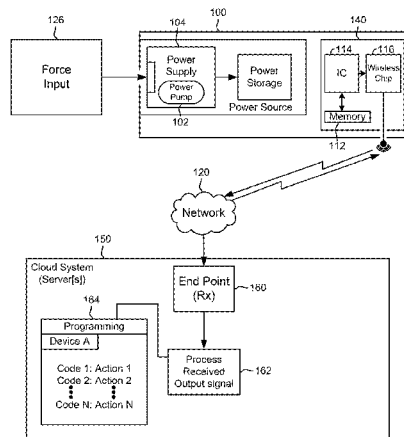 126
100
104
140
114
116
Force
Input
Power
Supply
Power
Pump
Power
Storage
Power Source
102
IC
Wireless
Chip
Memory
112
120
Network
150
Cloud System
(Server[s])
164
End Point
(Rx)
160
Programming
Device A
Code 1: Action 1
Code 2: Action 2
Code N: Action N
Process
Received
Output signal
162